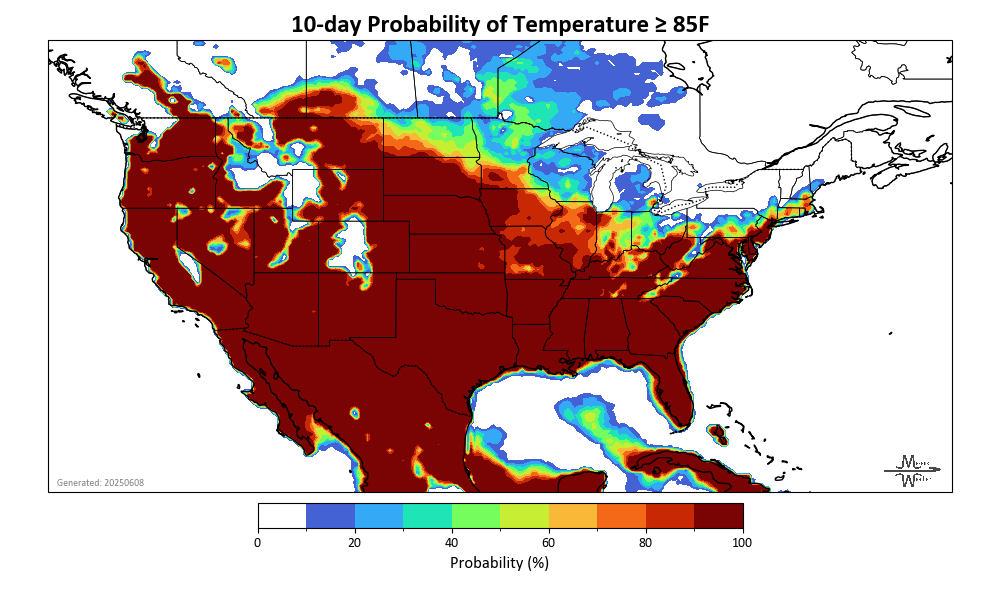 10-day Probability of Temperature ≥ 85F
Generated: 20250608
0 20 40 60 80 100
Probability (%)